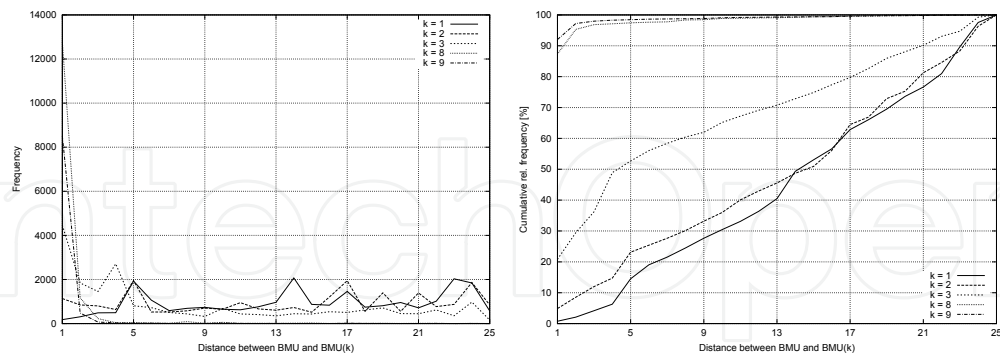 14000
12000
10000
8000
6000
4000
2000
0
Frequency
1 5 9 13 17 21 25
Distance between BMU and BMU(k)
k = 1
k = 2
k = 3
k = 8
k = 9
100
90
80
70
60
50
40
30
20
10
0
Cumulative rel. frequency [%]
1 5 9 13 17 21 25
Distance between BMU and BMU(k)
k = 1
k = 2
k = 3
k = 8
k = 9
ntechOpen